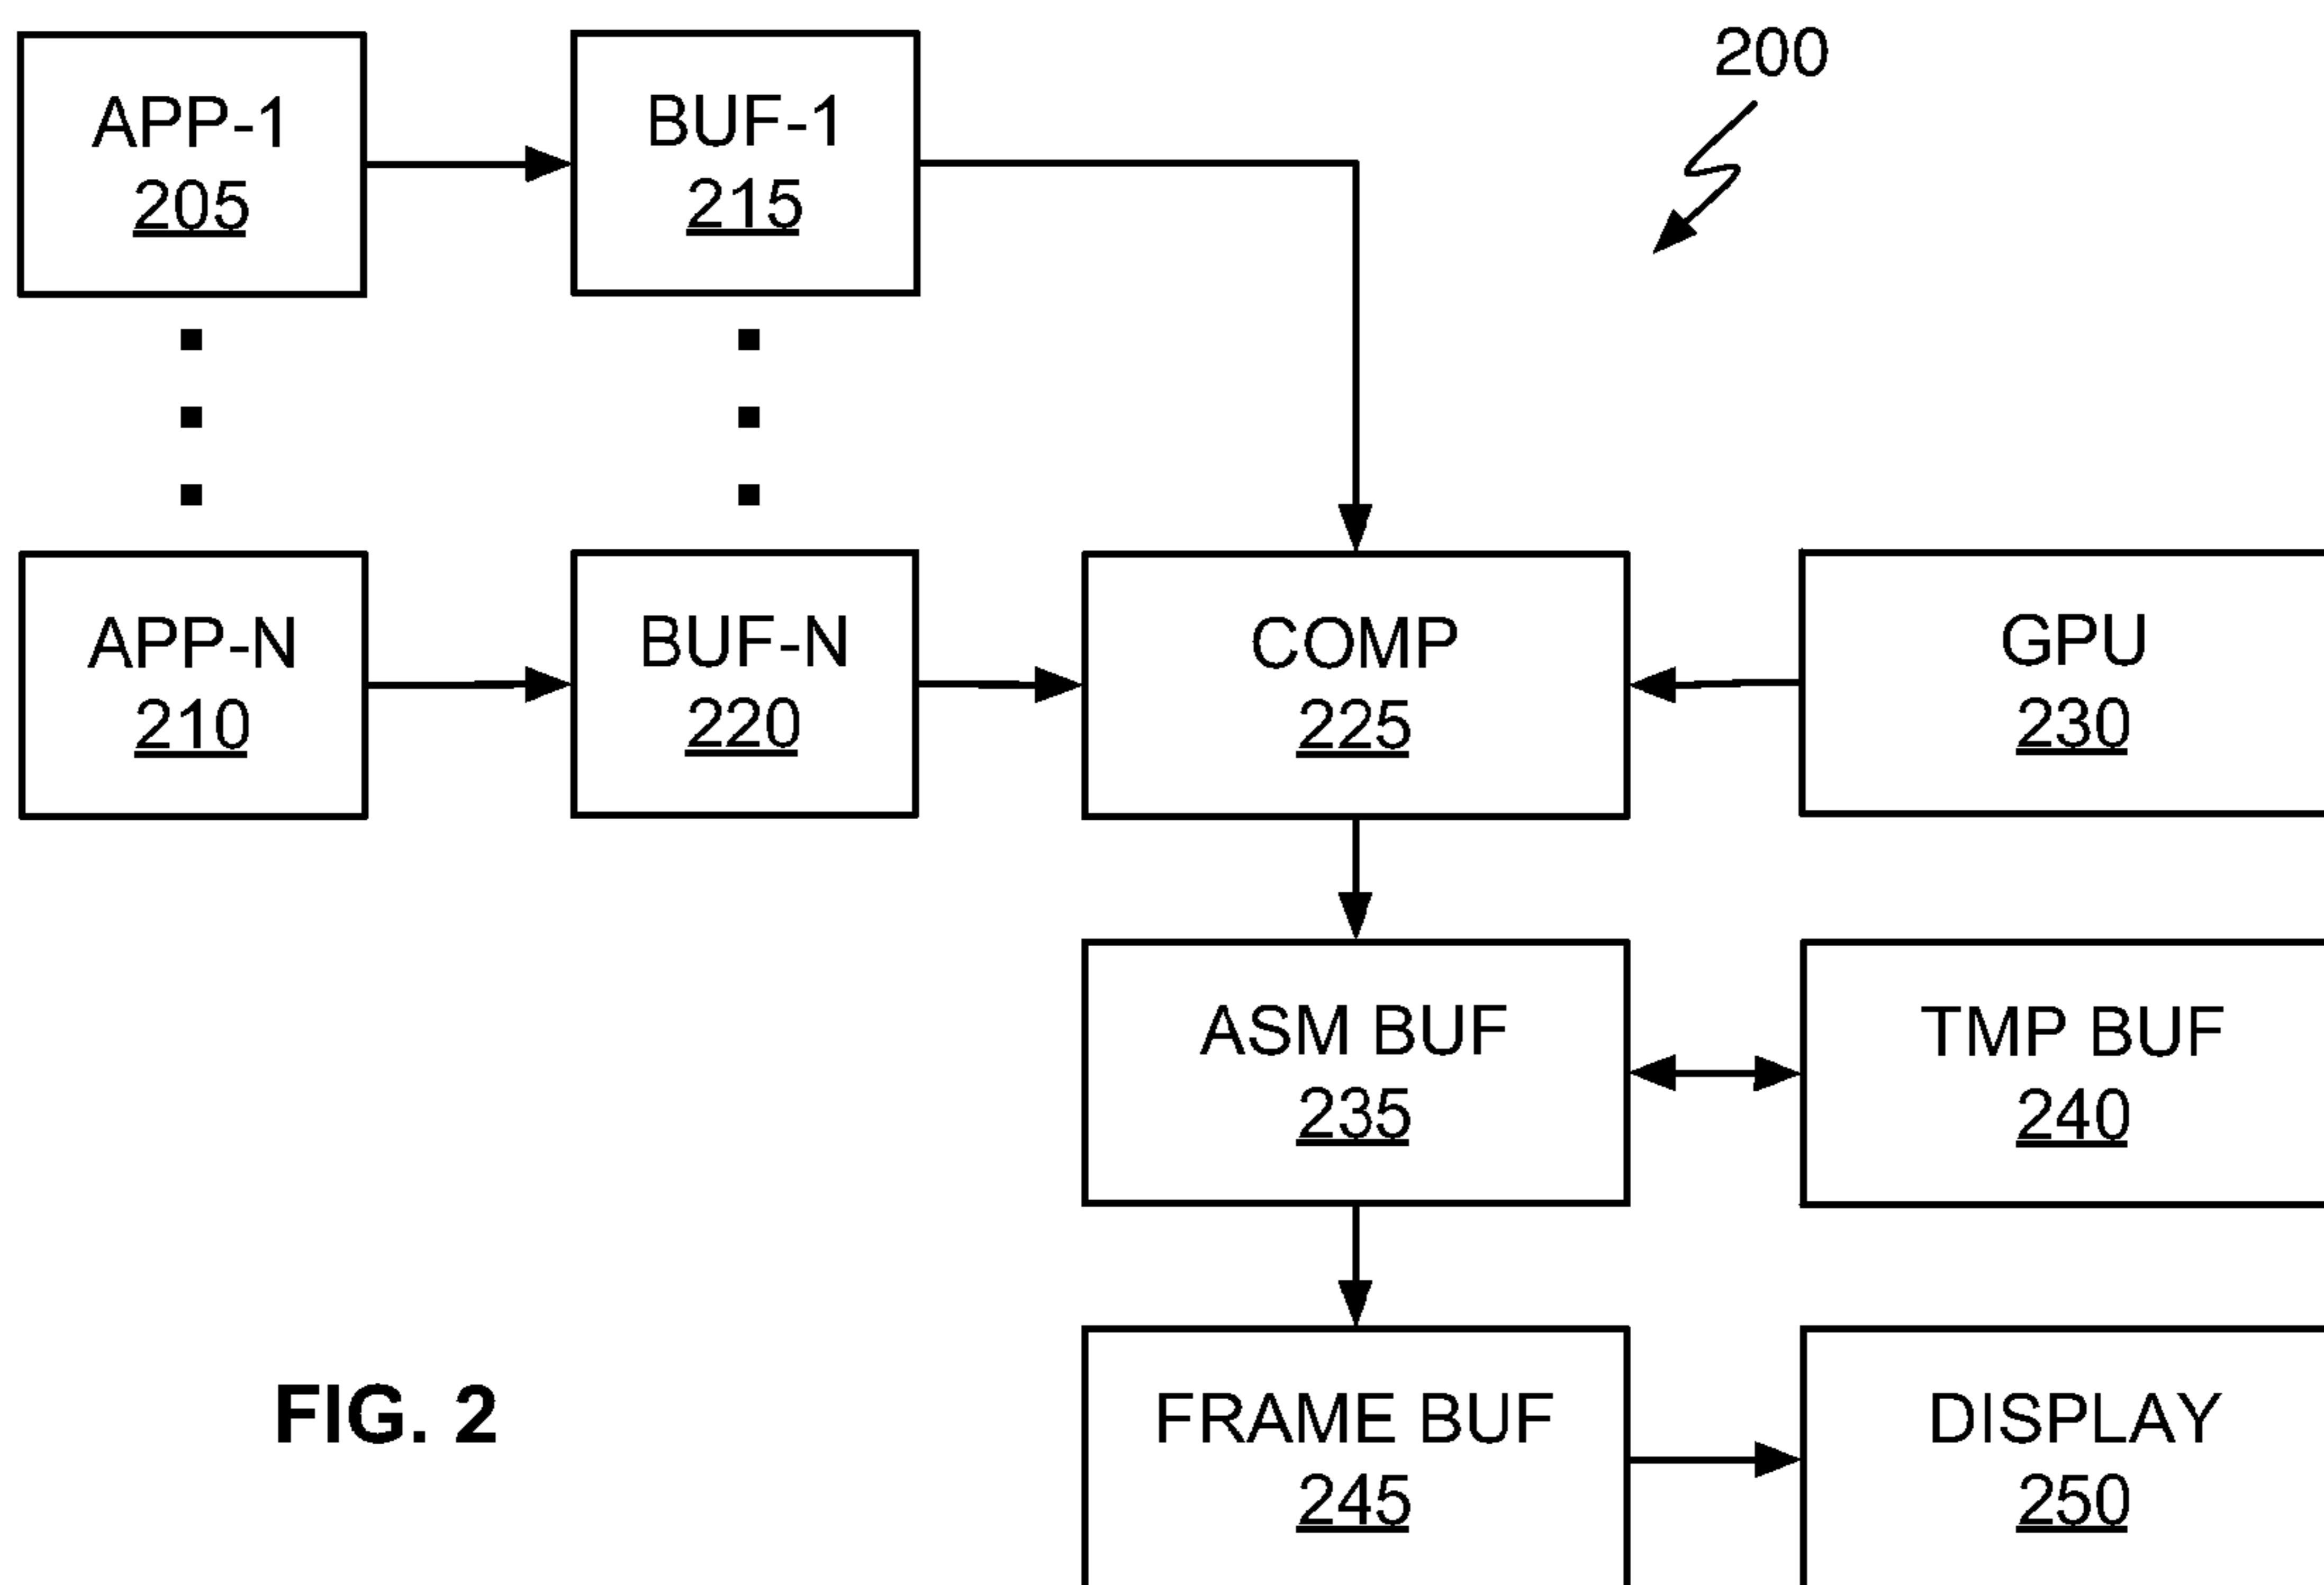 200
APP-1
205
BUF-1
215
APP-N
210
BUF-N
220
COMP
225
GPU
230
ASM BUF
235
TMP BUF
240
FRAME BUF
245
DISPLAY
250
FIG. 2